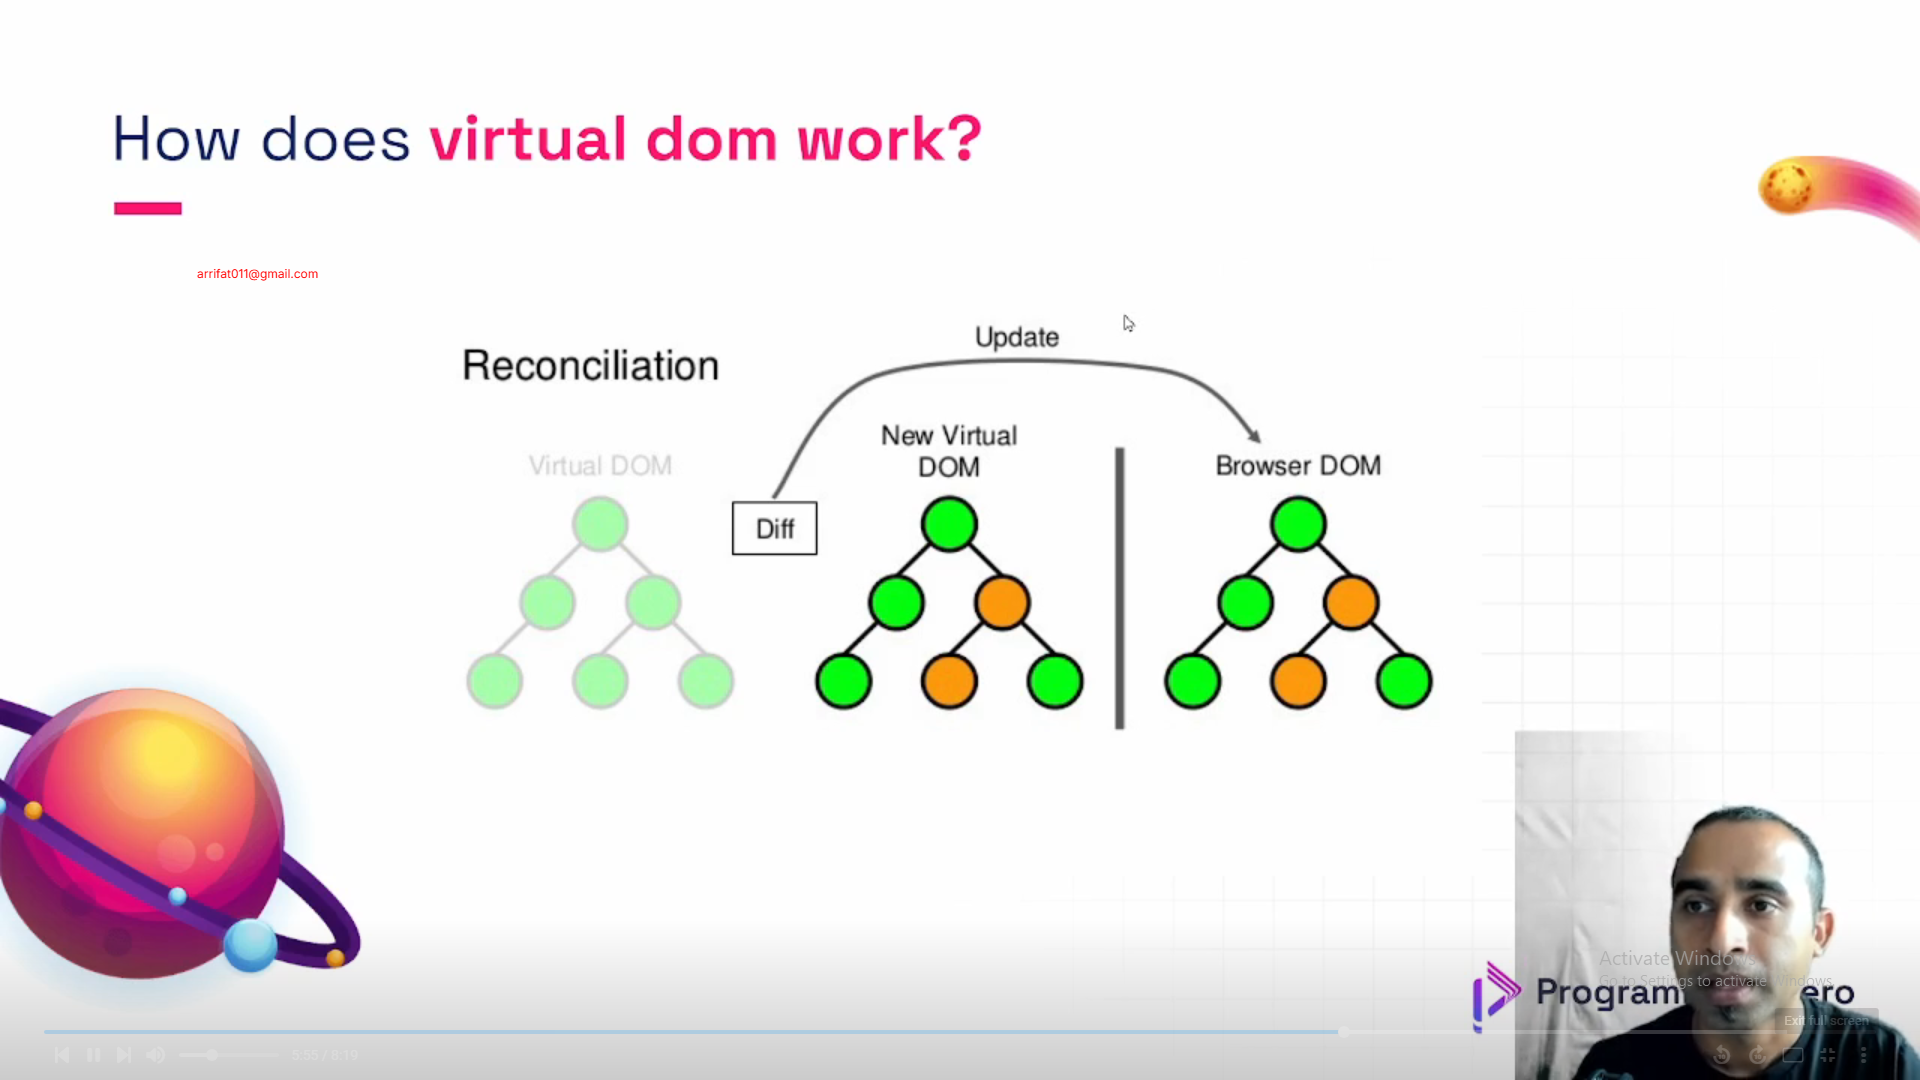 How does virtual dom work?
arrifat011@gmail.com
Reconciliation
Update
Virtual DOM
Diff
New Virtual
DOM
Browser DOM
Activate Windows
Go to Settings to activate Windows.
Program ero
Exit full screen
5:55 / 8:19